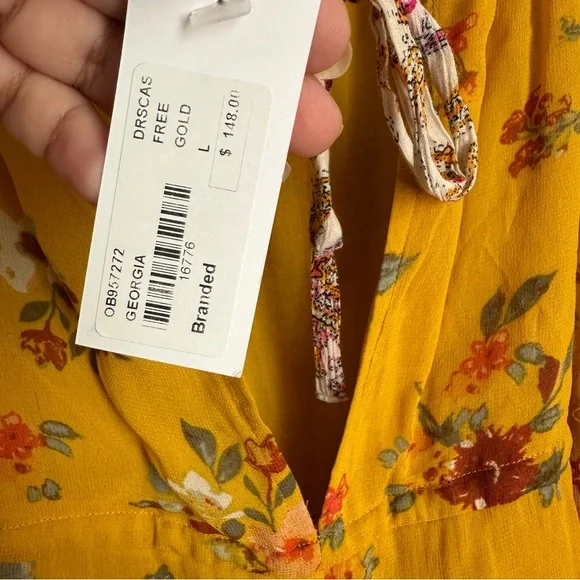 DRSCAS
FREE
GOLD
L
$ 148.00
OB957272
GEORGIA
16776
Branded